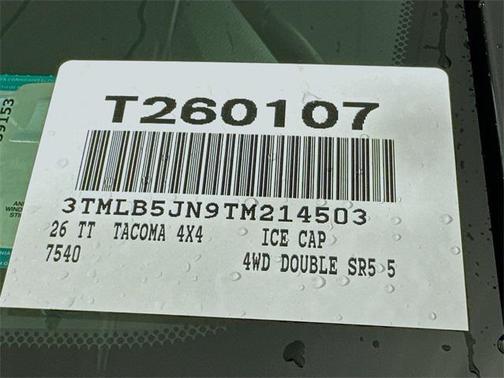 T260107
3TMLB5JN9TM214503
26 TT TACOMA 4X4 ICE CAP
7540 4WD DOUBLE SR5 5